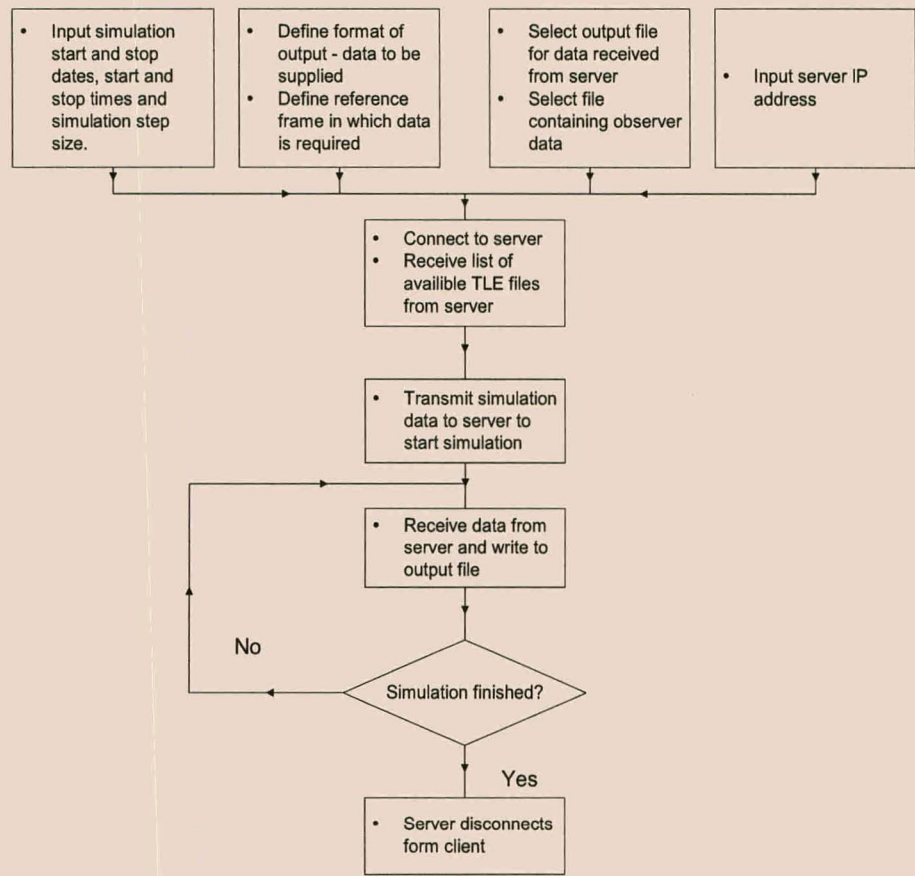 • Input simulation
start and stop
dates, start and
stop times and
simulation step
size.
• Define format of
output - data to be
supplied
• Define reference
frame in which data
is required
• Select output file
for data received
from server
• Select file
containing observer
data
• Input server IP
address
• Connect to server
• Receive list of
availible TLE files
from server
• Transmit simulation
data to server to
start simulation
• Receive data from
server and write to
output file
No
Simulation finished?
Yes
• Server disconnects
form client